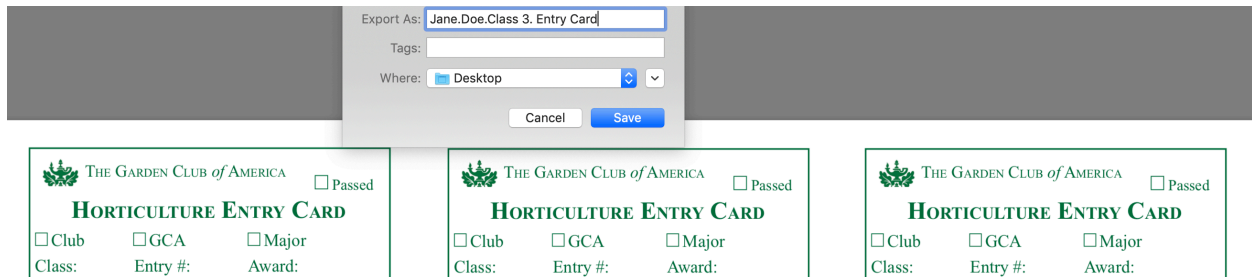 Export As: Jane.Doe.Class 3. Entry Card
Tags:
Where: Desktop
Cancel Save
THE GARDEN CLUB of AMERICA Passed
HORTICULTURE ENTRY CARD
Club GCA Major
Class: Entry #: Award:
THE GARDEN CLUB of AMERICA Passed
HORTICULTURE ENTRY CARD
Club GCA Major
Class: Entry #: Award:
THE GARDEN CLUB of AMERICA Passed
HORTICULTURE ENTRY CARD
Club GCA Major
Class: Entry #: Award: